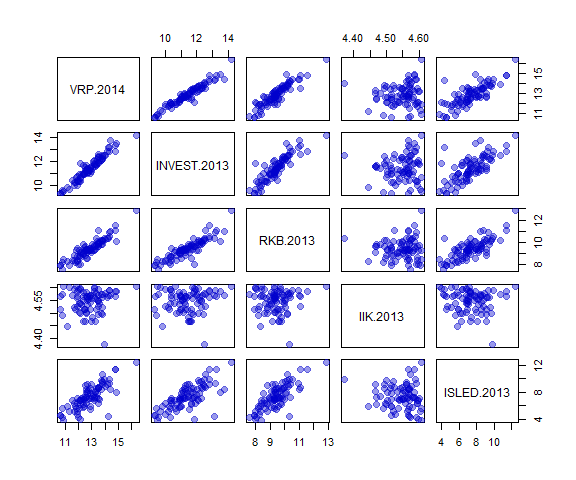 10 12 14 4.40 4.50 4.60
VRP.2014 11 13 15
10 12 14 INVEST.2013
RKB.2013 8 10 12
4.40 4.55 IIK.2013
ISLED.2013 4 8 12
11 13 15 8 9 10 11 12 13 4 6 8 10